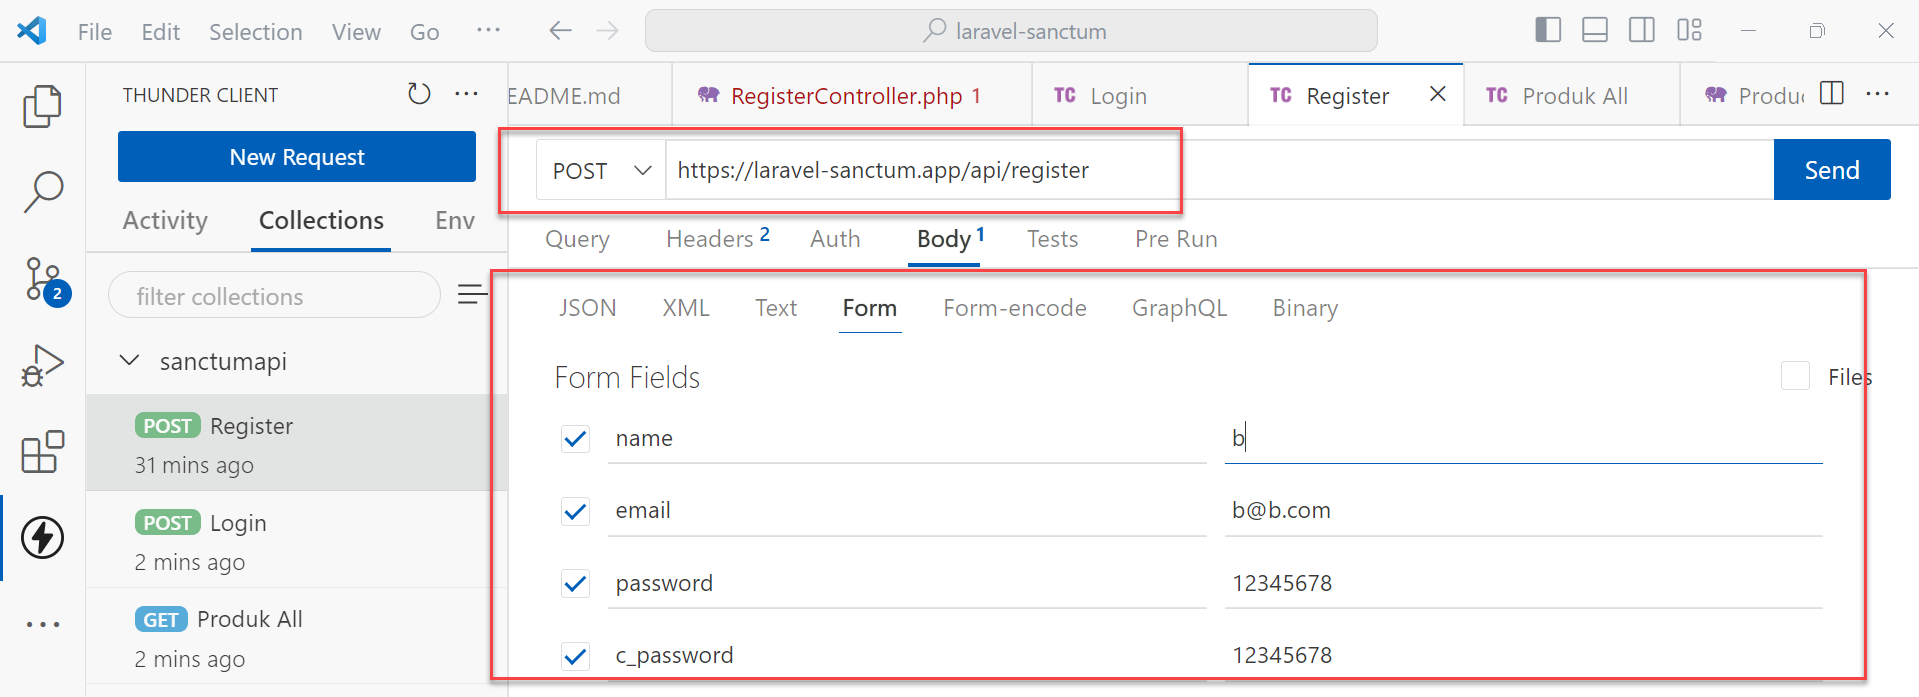 File Edit Selection View Go ··· laravel-sanctum
THUNDER CLIENT ···
New Request
Activity Collections Env
filter collections
2
sanctumapi
POST Register
31 mins ago
POST Login
2 mins ago
GET Produk All
2 mins ago
EADME.md RegisterController.php 1 TC Login TC Register TC Produk All Produc ···
POST https://laravel-sanctum.app/api/register Send
Query Headers 2 Auth Body 1 Tests Pre Run
JSON XML Text Form Form-encode GraphQL Binary
Form Fields Files
name b
email b@b.com
password 12345678
c_password 12345678